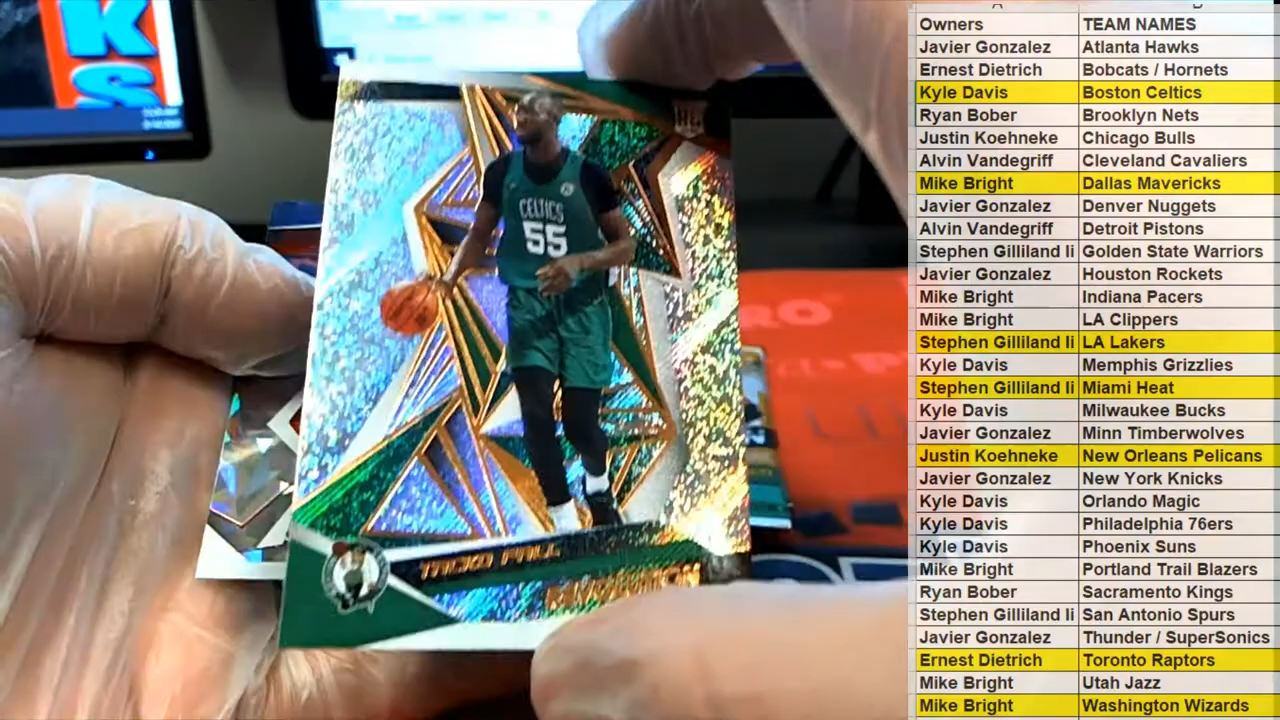 KS
CELTICS
55
TACKO FALL
REVOLUTION
RO
Owners TEAM NAMES
Javier Gonzalez Atlanta Hawks
Ernest Dietrich Bobcats / Hornets
Kyle Davis Boston Celtics
Ryan Bober Brooklyn Nets
Justin Koehneke Chicago Bulls
Alvin Vandegriff Cleveland Cavaliers
Mike Bright Dallas Mavericks
Javier Gonzalez Denver Nuggets
Alvin Vandegriff Detroit Pistons
Stephen Gilliland Ii Golden State Warriors
Javier Gonzalez Houston Rockets
Mike Bright Indiana Pacers
Mike Bright LA Clippers
Stephen Gilliland Ii LA Lakers
Kyle Davis Memphis Grizzlies
Stephen Gilliland Ii Miami Heat
Kyle Davis Milwaukee Bucks
Javier Gonzalez Minn Timberwolves
Justin Koehneke New Orleans Pelicans
Javier Gonzalez New York Knicks
Kyle Davis Orlando Magic
Kyle Davis Philadelphia 76ers
Kyle Davis Phoenix Suns
Mike Bright Portland Trail Blazers
Ryan Bober Sacramento Kings
Stephen Gilliland Ii San Antonio Spurs
Javier Gonzalez Thunder / SuperSonics
Ernest Dietrich Toronto Raptors
Mike Bright Utah Jazz
Mike Bright Washington Wizards